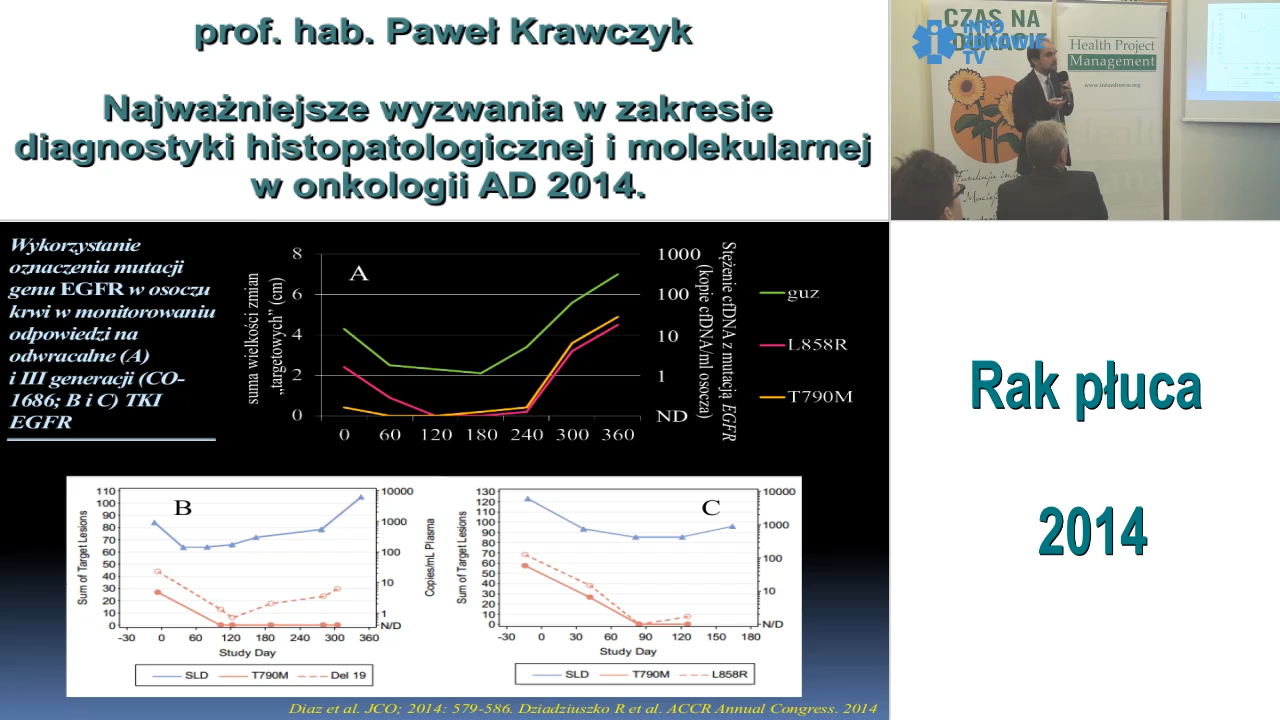 prof. hab. Paweł Krawczyk
Najważniejsze wyzwania w zakresie
diagnostyki histopatologicznej i molekularnej
w onkologii AD 2014.
CZAS NA
INFO
ZDROWIE
TV
Health Project
Management
www.infozdrowie.org
Fundacja im
Macieja
Wykorzystanie
oznaczenia mutacji
genu EGFR w osoczu
krwi w monitorowaniu
odpowiedzi na
odwracalne (A)
i III generacji (CO-
1686; B i C) TKI
EGFR
suma wielkości zmian
„targetowych” (cm)
8
6
4
2
0
A
0 60 120 180 240 300 360
1000
100
10
1
ND
Stężenie cfDNA z mutacją EGFR
(kopie cfDNA/ml osocza)
guz
L858R
T790M
Rak płuca
2014
B
Sum of Target Lesions
110
100
90
80
70
60
50
40
30
20
10
0
-30 0 60 120 180 240 300 360
Study Day
10000
1000
100
10
1
N/D
Copies/mL Plasma
SLD T790M Del 19
C
Sum of Target Lesions
130
120
110
100
90
80
70
60
50
40
30
20
10
0
-30 0 30 60 90 120 150 180
Study Day
10000
1000
100
10
N/D
SLD T790M L858R
Diaz et al. JCO; 2014: 579-586. Dziadziuszko R et al. ACCR Annual Congress. 2014